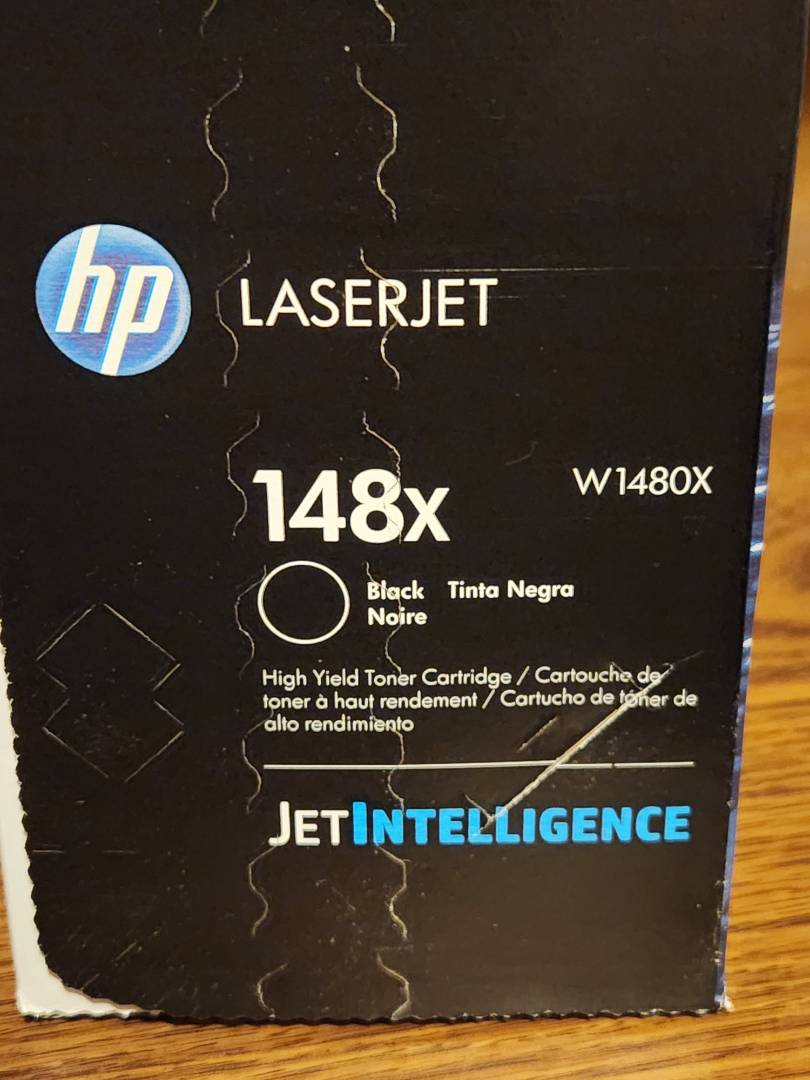 hp LASERJET
148X W1480X
Black Tinta Negra
Noire
High Yield Toner Cartridge / Cartouche de
toner à haut rendement / Cartucho de tóner de
alto rendimiento
JETINTELLIGENCE